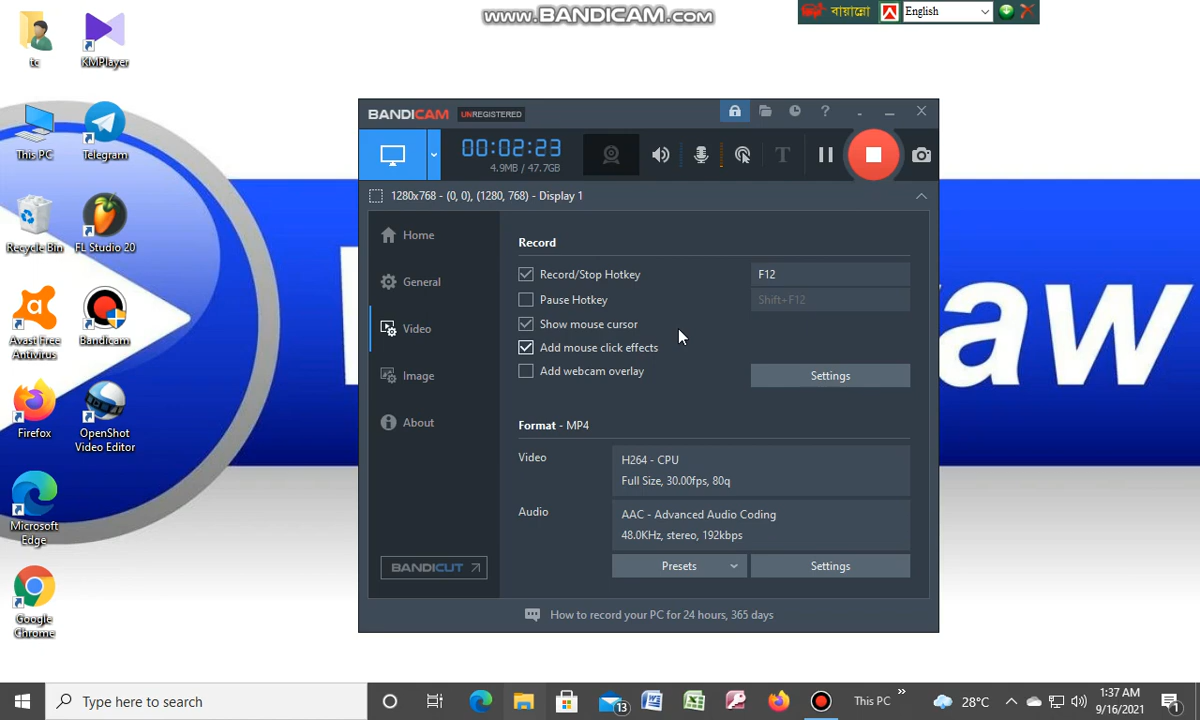 www.BANDICAM.com
বায়ান্নো English
tc
KMPlayer
This PC
Telegram
Recycle Bin
FL Studio 20
Avast Free
Antivirus
Bandicam
Firefox
OpenShot
Video Editor
Microsoft
Edge
Google
Chrome
aw
BANDICAM UNREGISTERED
00:02:23
4.9MB / 47.7GB
1280x768 - (0, 0), (1280, 768) - Display 1
Home
General
Video
Image
About
BANDICUT
Record
Record/Stop Hotkey F12
Pause Hotkey Shift+F12
Show mouse cursor
Add mouse click effects
Add webcam overlay
Settings
Format - MP4
Video
H264 - CPU
Full Size, 30.00fps, 80q
Audio
AAC - Advanced Audio Coding
48.0KHz, stereo, 192kbps
Presets Settings
How to record your PC for 24 hours, 365 days
Type here to search
13
This PC
28°C
1:37 AM
9/16/2021
1